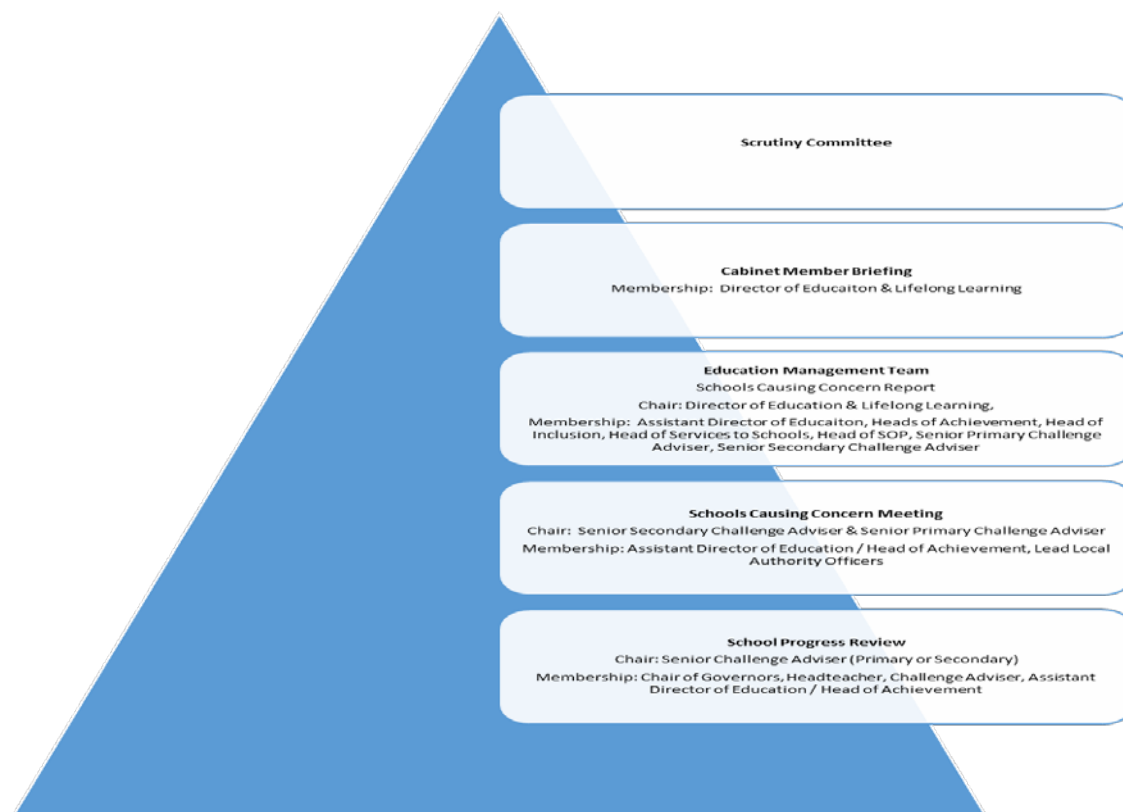 Scrutiny Committee
Cabinet Member Briefing
Membership: Director of Educaiton & Lifelong Learning
Education Management Team
Schools Causing Concern Report
Chair: Director of Education & Lifelong Learning,
Membership: Assistant Director of Educaiton, Heads of Achievement, Head of
Inclusion, Head of Services to Schools, Head of SOP, Senior Primary Challenge
Adviser, Senior Secondary Challenge Adviser
Schools Causing Concern Meeting
Chair: Senior Secondary Challenge Adviser & Senior Primary Challenge Adviser
Membership: Assistant Director of Education / Head of Achievement, Lead Local
Authority Officers
School Progress Review
Chair: Senior Challenge Adviser (Primary or Secondary)
Membership: Chair of Governors, Headteacher, Challenge Adviser, Assistant
Director of Education / Head of Achievement